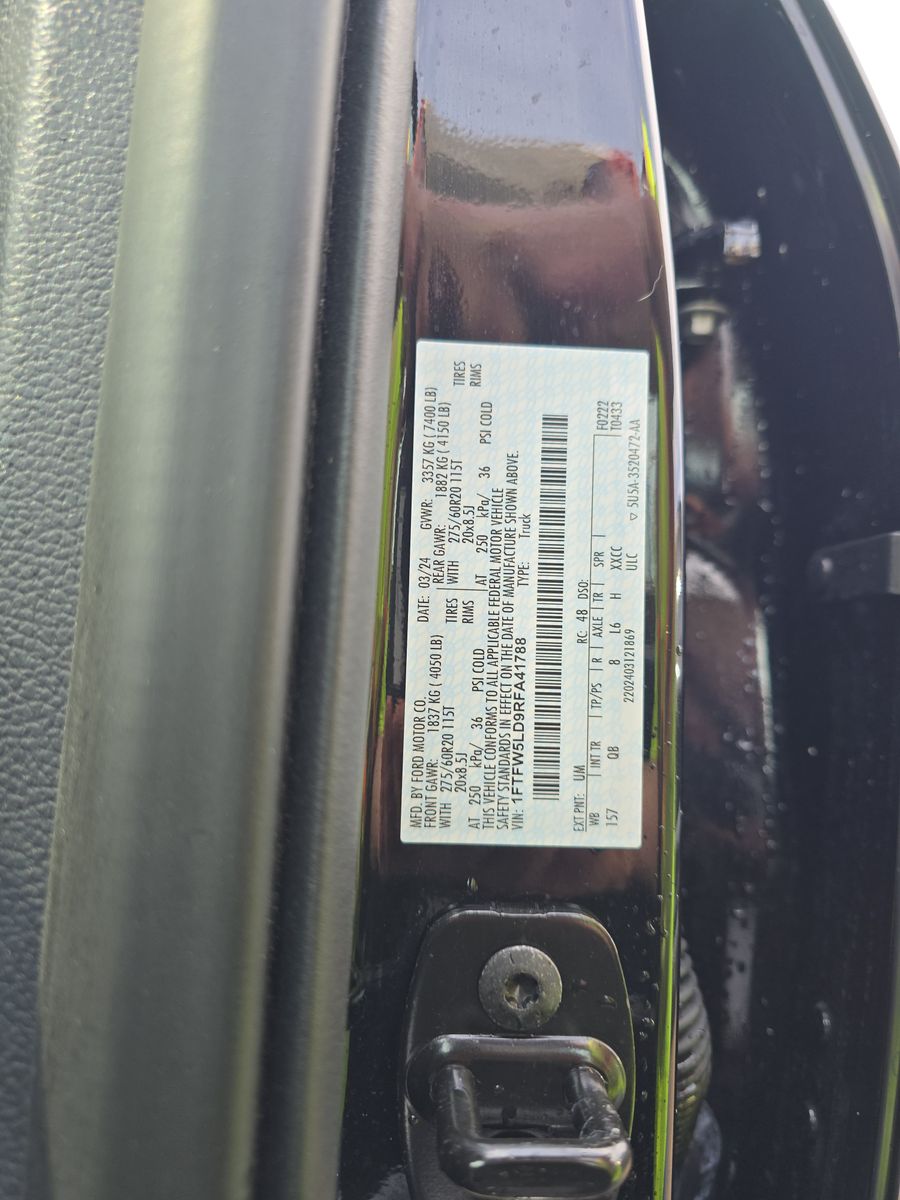 MFD. BY FORD MOTOR CO.
DATE: 03/24 GVWR: 3357 KG ( 7400 LB)
FRONT GAWR: 1837 KG ( 4050 LB) REAR GAWR: 1882 KG ( 4150 LB)
WITH 275/60R20 115T TIRES WITH 275/60R20 115T TIRES
20x8.5J RIMS 20x8.5J RIMS
AT 250 kPa/ 36 PSI COLD AT 250 kPa/ 36 PSI COLD
THIS VEHICLE CONFORMS TO ALL APPLICABLE FEDERAL MOTOR VEHICLE
SAFETY STANDARDS IN EFFECT ON THE DATE OF MANUFACTURE SHOWN ABOVE.
VIN: 1FTFW5LD9RFA41788 TYPE: Truck
EXT PNT: UM RC: 48 DSO:
WB INT TR TP/PS R AXLE TR SPR F0222
157 QB 8 L6 H XXCC T0433
2202403121869 ULC ▽ 5U5A-3520472-AA